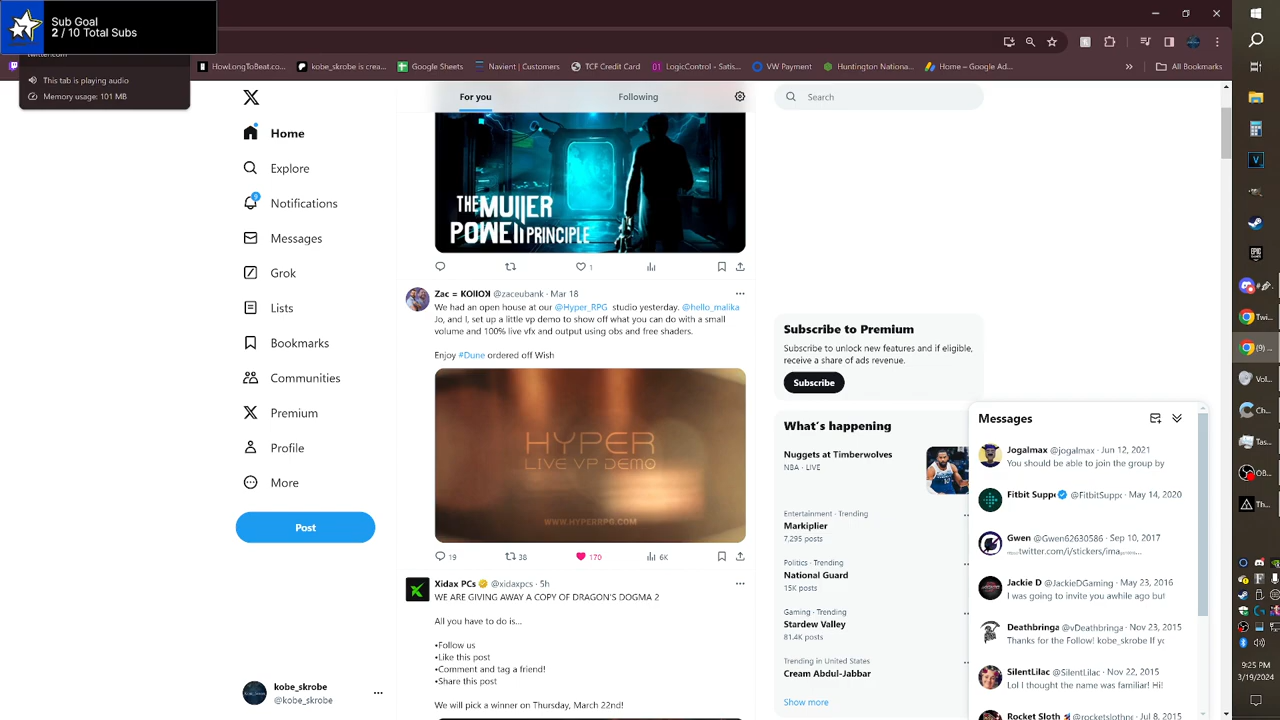 Sub Goal
2 / 10 Total Subs
twitter.com
This tab is playing audio
Memory usage: 101 MB
HowLongToBeat.co...
kobe_skrobe is crea...
Google Sheets
Navient | Customers
TCF Credit Card
LogicControl - Satis...
VW Payment
Huntington National...
Home – Google Ad...
»
All Bookmarks
For you
Following
Search
Home
Explore
9
Notifications
Messages
Grok
Lists
Bookmarks
Communities
Premium
Profile
More
Post
kobe_skrobe
@kobe_skrobe
THE MULLER
POWELL PRINCIPLE
1
Zac = KOllOK @zaceubank · Mar 18
We had an open house at our @Hyper_RPG studio yesterday. @hello_malika
Jo, and I, set up a little vp demo to show off what you can do with a small
volume and 100% live vfx and output using obs and free shaders.
Enjoy #Dune ordered off Wish
HYPER
LIVE VP DEMO
WWW.HYPERRPG.COM
19
38
170
6K
Xidax PCs @xidaxpcs · 5h
WE ARE GIVING AWAY A COPY OF DRAGON'S DOGMA 2
All you have to do is...
•Follow us
•Like this post
•Comment and tag a friend!
•Share this post
We will pick a winner on Thursday, March 22nd!
Subscribe to Premium
Subscribe to unlock new features and if eligible,
receive a share of ads revenue.
Subscribe
What's happening
Nuggets at Timberwolves
NBA · LIVE
Entertainment · Trending
Markiplier
7,295 posts
Politics · Trending
National Guard
15K posts
Gaming · Trending
Stardew Valley
81.4K posts
Trending in United States
Cream Abdul-Jabbar
Show more
Messages
Jogalmax @jogalmax · Jun 12, 2021
You should be able to join the group by
Fitbit Suppo @FitbitSuppo · May 14, 2020
Gwen @Gwen62630586 · Sep 10, 2017
twitter.com/i/stickers/ima...
Jackie D @JackieDGaming · May 23, 2016
I was going to invite you awhile ago but
Deathbringa @vDeathbringa · Nov 23, 2015
Thanks for the Follow! kobe_skrobe If yo
SilentLilac @SilentLilac · Nov 22, 2015
Lol I thought the name was familiar! Hi!
Rocket Sloth @rocketslothn · Jul 8, 2015
Twi...
(9) ...
Vol...
Ch...
Tas...
OB...
Th...
9:25 PM
3/19/2024